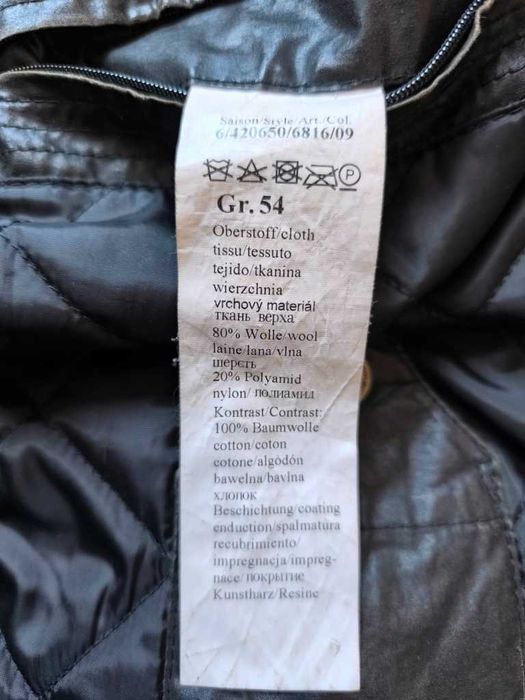 Saison/Style/Art./Col.
6/420650/6816/09
P
Gr. 54
Oberstoff/cloth
tissu/tessuto
tejido/tkanina
wierzchnia
vrchový materiál
ткань верха
80% Wolle/wool
laine/lana/vlna
шерсть
20% Polyamid
nylon/ полиамид
Kontrast/Contrast:
100% Baumwolle
cotton/coton
cotone/algodón
bawełna/bavlna
хлопок
Beschichtung/coating
enduction/spalmatura
recubrimiento/
impregnacja/impreg-
nace/покрытие
Kunstharz/Resine